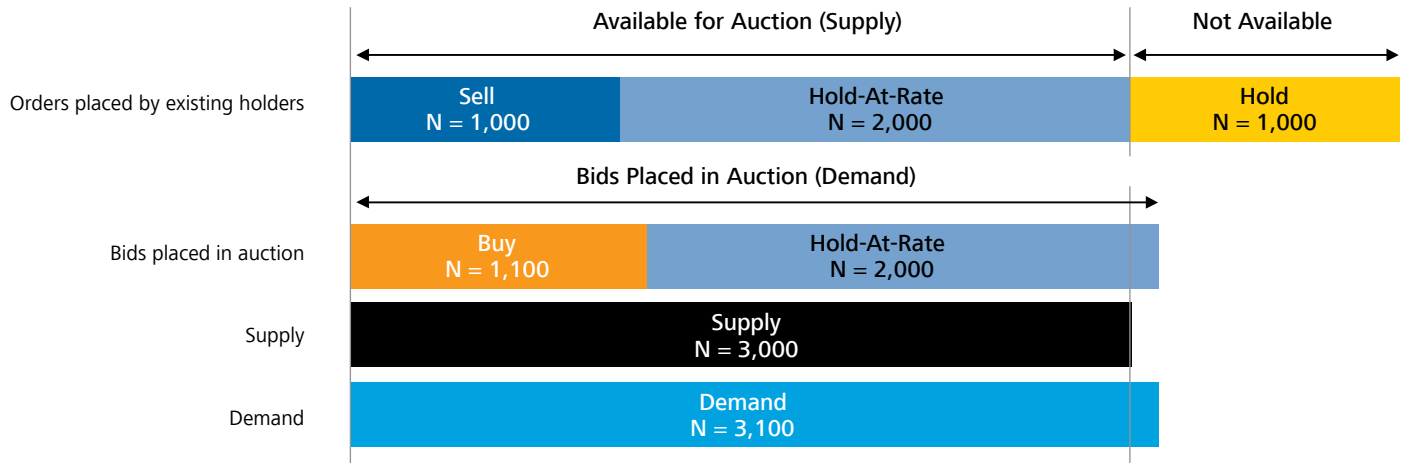 Available for Auction (Supply)
Not Available
Orders placed by existing holders
Sell
N = 1,000
Hold-At-Rate
N = 2,000
Hold
N = 1,000
Bids Placed in Auction (Demand)
Bids placed in auction
Buy
N = 1,100
Hold-At-Rate
N = 2,000
Supply
Supply
N = 3,000
Demand
Demand
N = 3,100